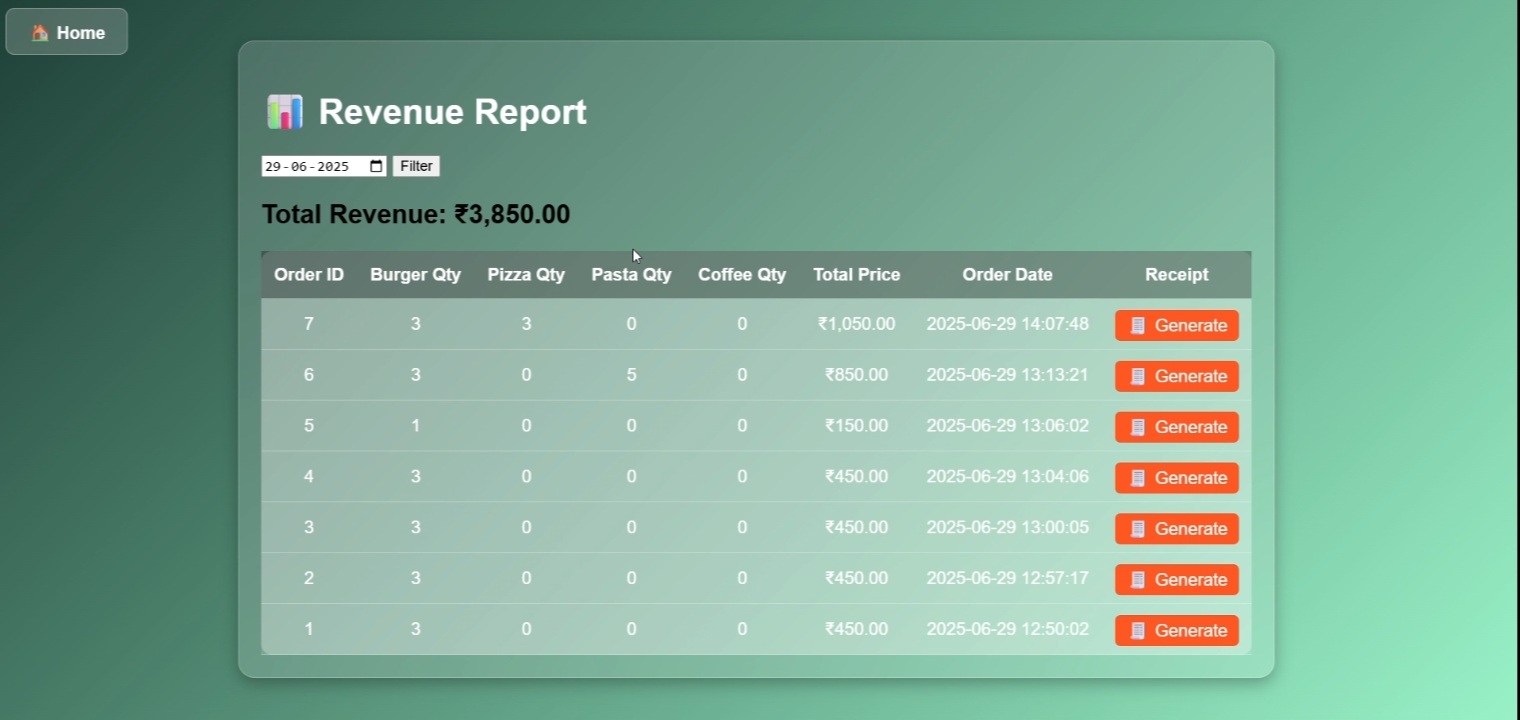 Home
Revenue Report
29-06-2025 Filter
Total Revenue: ₹3,850.00
Order ID Burger Qty Pizza Qty Pasta Qty Coffee Qty Total Price Order Date Receipt
7 3 3 0 0 ₹1,050.00 2025-06-29 14:07:48 Generate
6 3 0 5 0 ₹850.00 2025-06-29 13:13:21 Generate
5 1 0 0 0 ₹150.00 2025-06-29 13:06:02 Generate
4 3 0 0 0 ₹450.00 2025-06-29 13:04:06 Generate
3 3 0 0 0 ₹450.00 2025-06-29 13:00:05 Generate
2 3 0 0 0 ₹450.00 2025-06-29 12:57:17 Generate
1 3 0 0 0 ₹450.00 2025-06-29 12:50:02 Generate